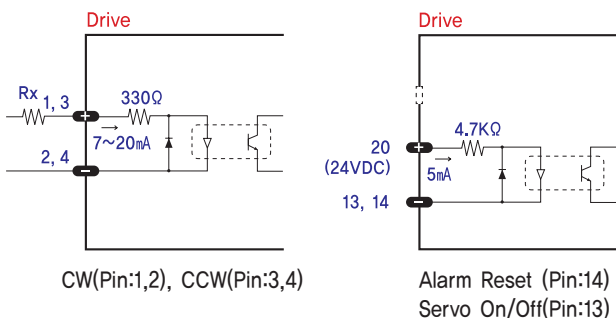 Drive
Rx
1, 3
330Ω
7~20mA
2, 4
CW(Pin:1,2), CCW(Pin:3,4)
Drive
20
(24VDC)
4.7KΩ
5mA
13, 14
Alarm Reset (Pin:14)
Servo On/Off(Pin:13)